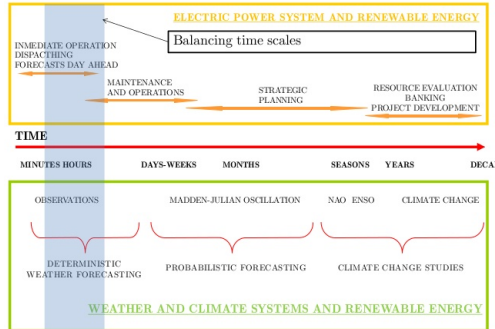 ELECTRIC POWER SYSTEM AND RENEWABLE ENERGY
Balancing time scales
INMEDIATE OPERATION
DISPACTHING
FORECASTS DAY AHEAD
MAINTENANCE
AND OPERATIONS
STRATEGIC
PLANNING
RESOURCE EVALUATION
BANKING
PROJECT DEVELOPMENT
TIME
MINUTES HOURS DAYS-WEEKS MONTHS SEASONS YEARS DECA
OBSERVATIONS MADDEN-JULIAN OSCILLATION NAO ENSO CLIMATE CHANGE
DETERMINISTIC
WEATHER FORECASTING
PROBABILISTIC FORECASTING
CLIMATE CHANGE STUDIES
WEATHER AND CLIMATE SYSTEMS AND RENEWABLE ENERGY